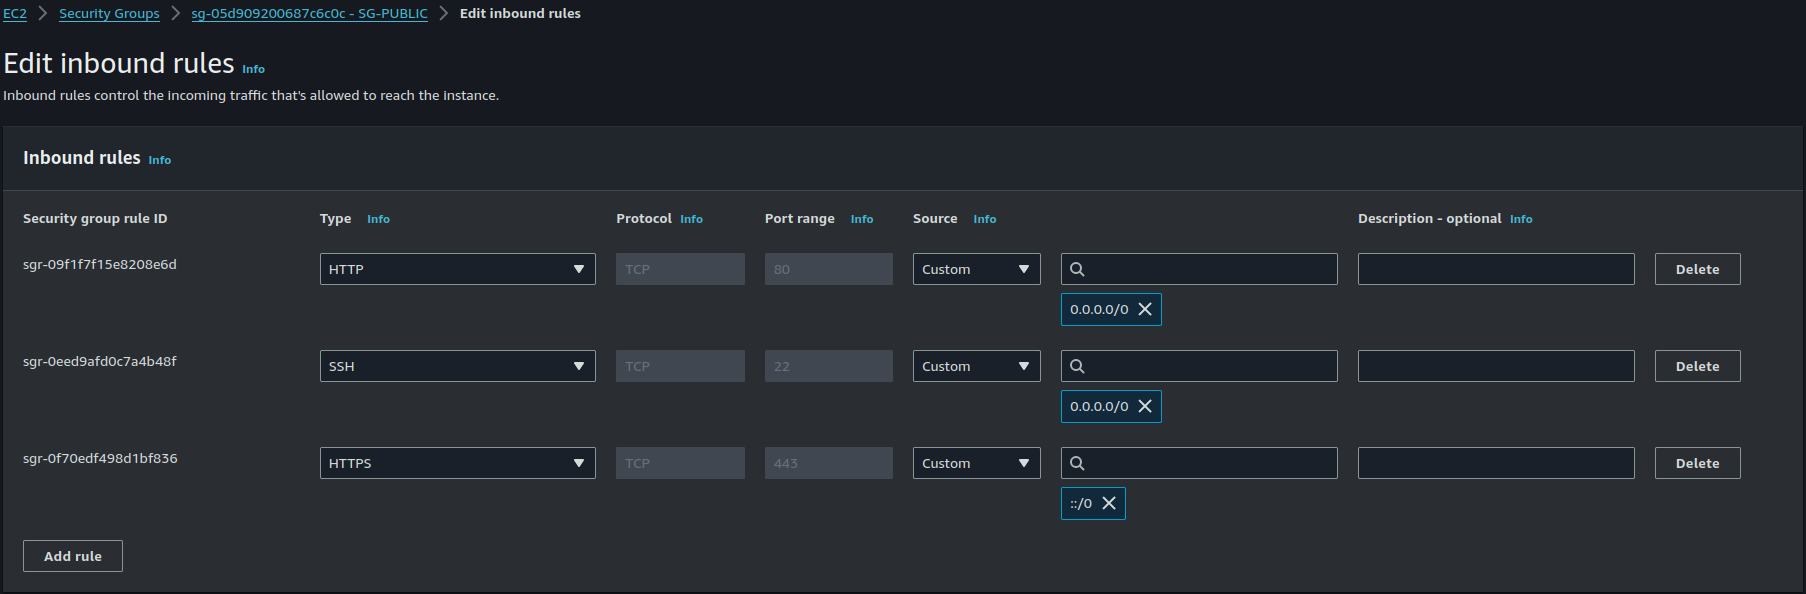 EC2 > Security Groups > sg-05d909200687c6c0c - SG-PUBLIC > Edit inbound rules
Edit inbound rules Info
Inbound rules control the incoming traffic that's allowed to reach the instance.
Inbound rules Info
Security group rule ID Type Info Protocol Info Port range Info Source Info Description - optional Info
sgr-09f1f7f15e8208e6d HTTP TCP 80 Custom Delete
0.0.0.0/0
sgr-0eed9afd0c7a4b48f SSH TCP 22 Custom Delete
0.0.0.0/0
sgr-0f70edf498d1bf836 HTTPS TCP 443 Custom Delete
::/0
Add rule